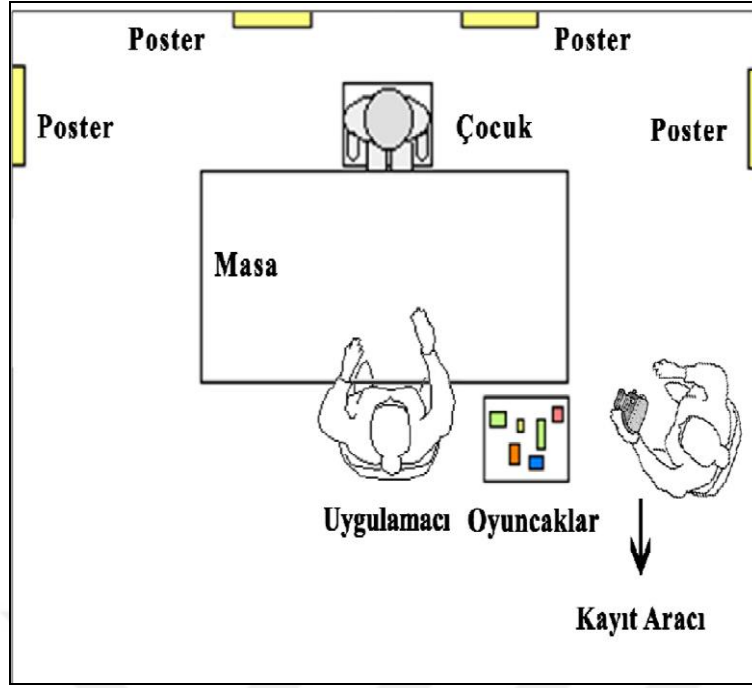 Poster
Poster
Poster
Çocuk
Poster
Masa
Uygulamacı
Oyuncaklar
Kayıt Aracı